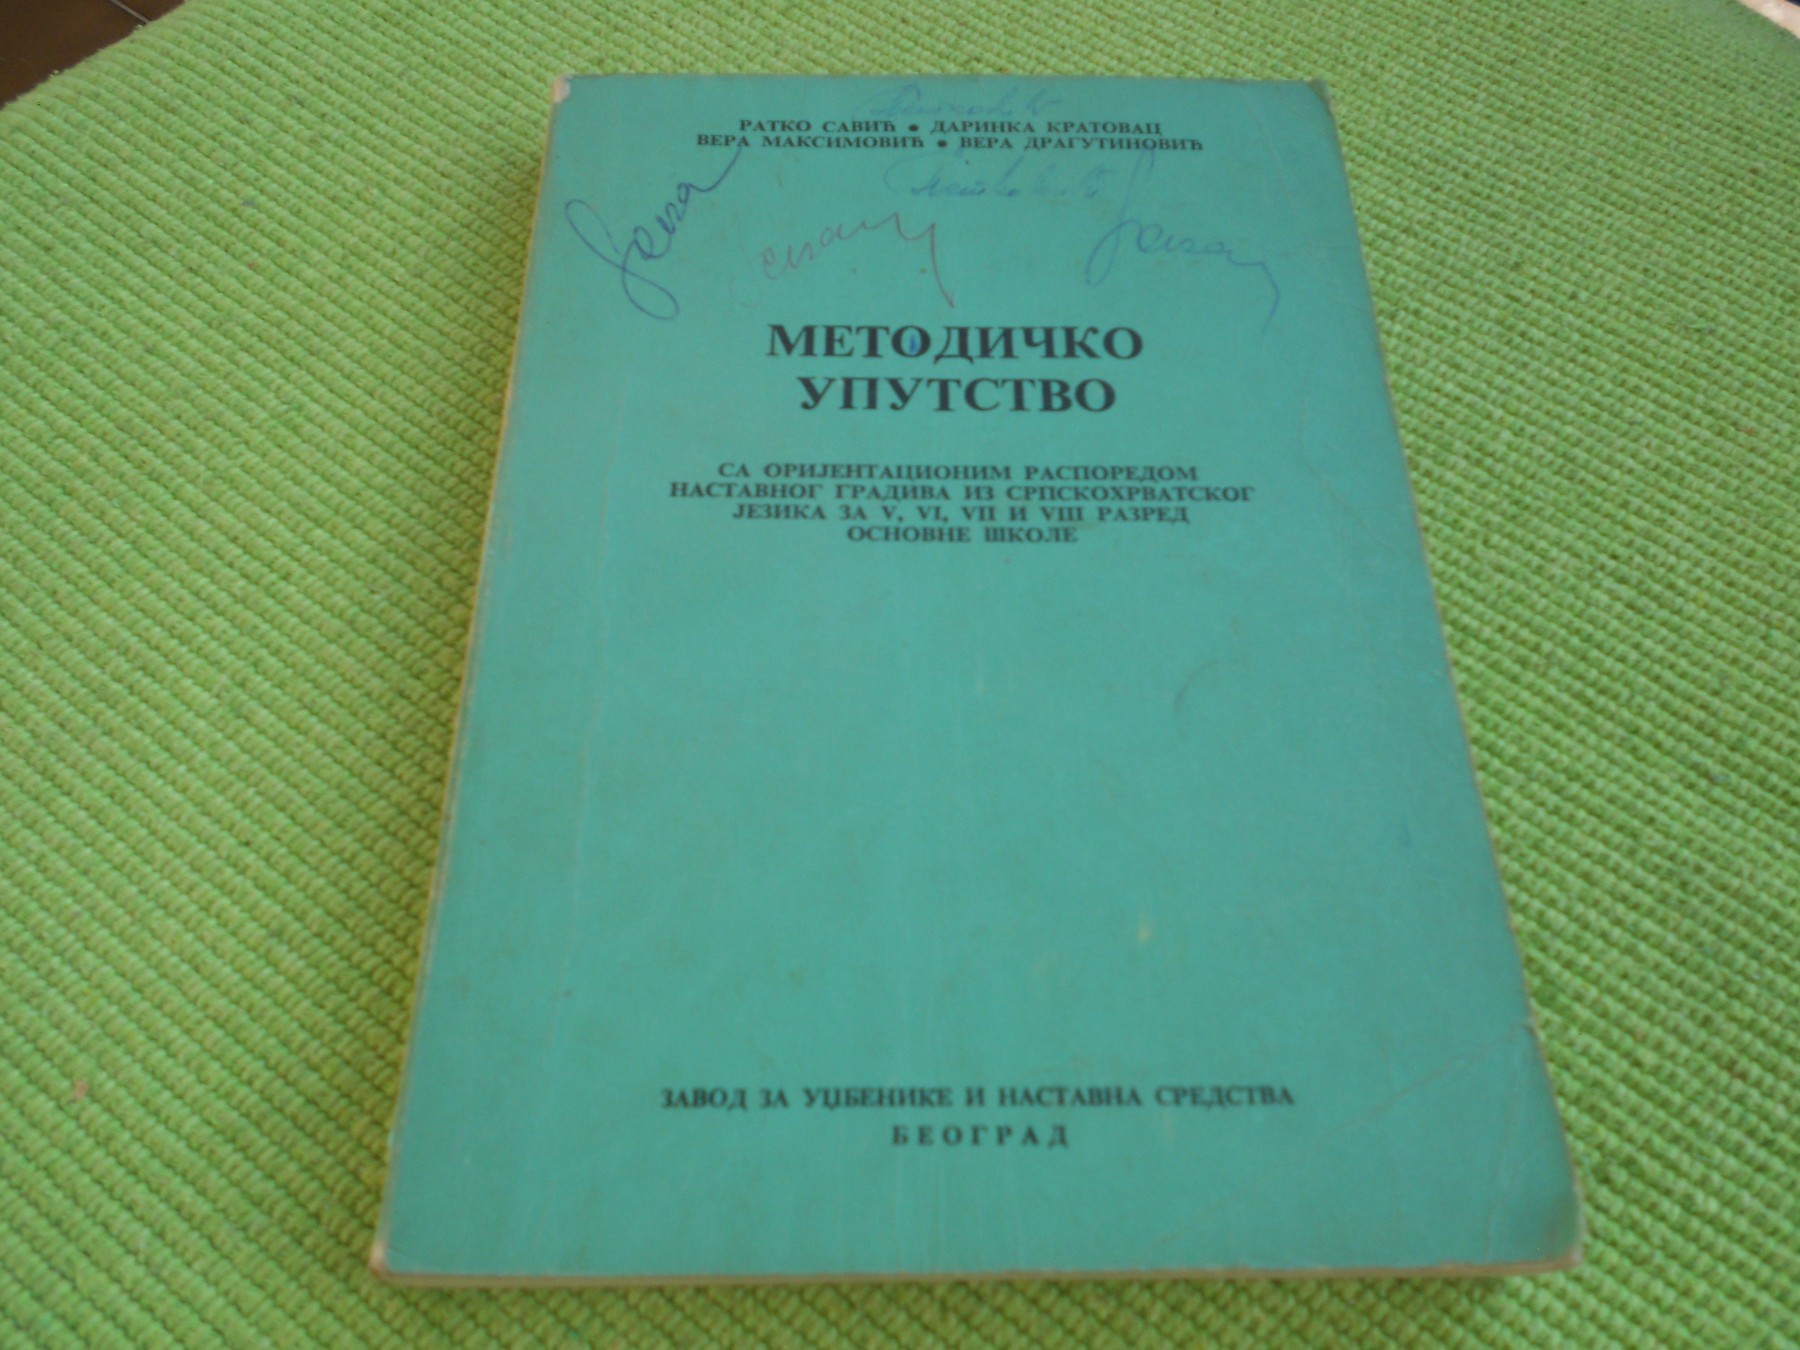 РАТКО САВИЋ • ДАРИНКА КРАТОВАЦ
ВЕРА МАКСИМОВИЋ • ВЕРА ДРАГУТИНОВИЋ
МЕТОДИЧКО
УПУТСТВО
СА ОРИЈЕНТАЦИОНИМ РАСПОРЕДОМ
НАСТАВНОГ ГРАДИВА ИЗ СРПСКОХРВАТСКОГ
ЈЕЗИКА ЗА V, VI, VII И VIII РАЗРЕД
ОСНОВНЕ ШКОЛЕ
ЗАВОД ЗА УЏБЕНИКЕ И НАСТАВНА СРЕДСТВА
БЕОГРАД